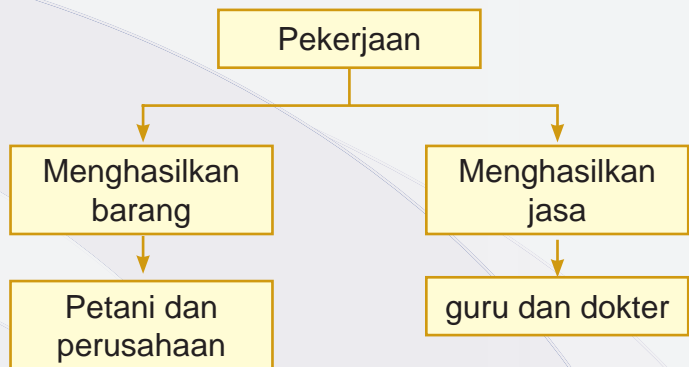 Pekerjaan
Menghasilkan
barang
Menghasilkan
jasa
Petani dan
perusahaan
guru dan dokter